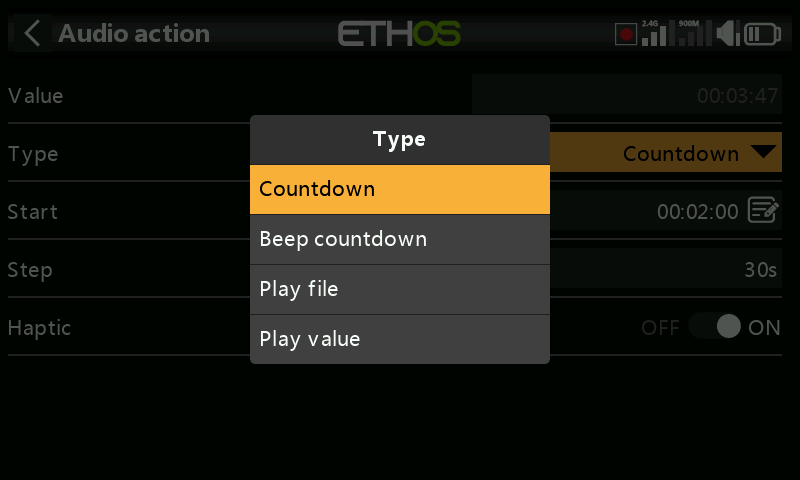 Audio action
ETHOS
2.4G
900M
Value
00:03:47
Type
Type
Countdown
Countdown
Start
00:02:00
Beep countdown
Step
30s
Play file
Haptic
OFF
ON
Play value